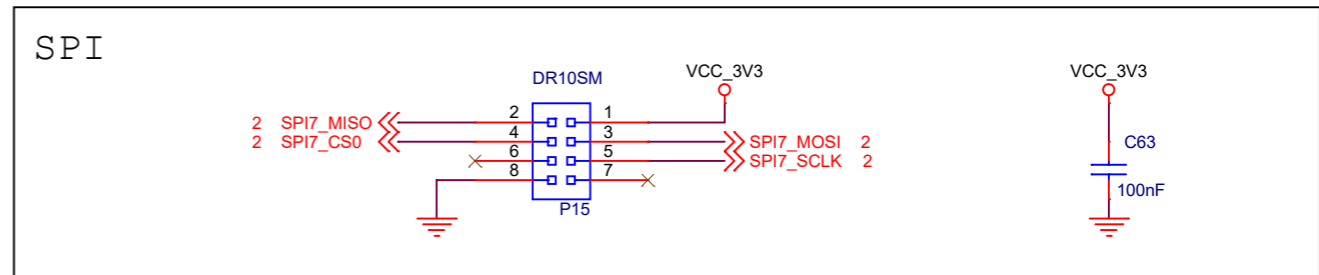 SPI
DR10SM
VCC_3V3
VCC_3V3
2 SPI7_MISO 2 1
2 SPI7_CS0 4 3 SPI7_MOSI 2
6 5 SPI7_SCLK 2
8 7
P15
C63
100nF